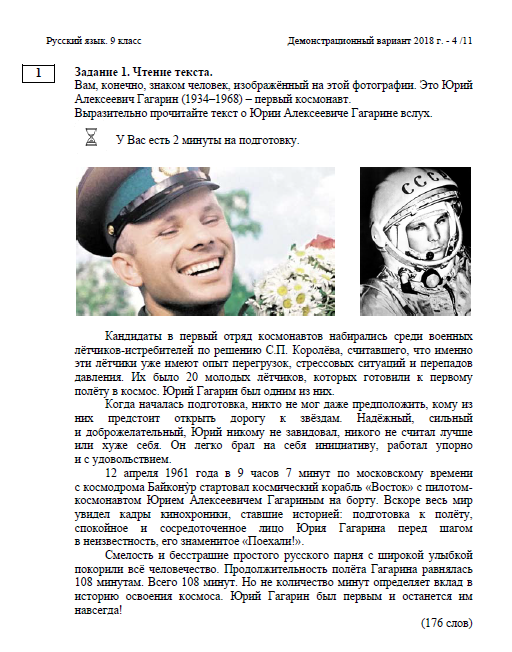 Русский язык. 9 класс Демонстрационный вариант 2018 г. - 4 /11
1
Задание 1. Чтение текста.
Вам, конечно, знаком человек, изображённый на этой фотографии. Это Юрий
Алексеевич Гагарин (1934–1968) – первый космонавт.
Выразительно прочитайте текст о Юрии Алексеевиче Гагарине вслух.
У Вас есть 2 минуты на подготовку.
СССР
Кандидаты в первый отряд космонавтов набирались среди военных
лётчиков-истребителей по решению С.П. Королёва, считавшего, что именно
эти лётчики уже имеют опыт перегрузок, стрессовых ситуаций и перепадов
давления. Их было 20 молодых лётчиков, которых готовили к первому
полёту в космос. Юрий Гагарин был одним из них.
Когда началась подготовка, никто не мог даже предположить, кому из
них предстоит открыть дорогу к звёздам. Надёжный, сильный
и доброжелательный, Юрий никому не завидовал, никого не считал лучше
или хуже себя. Он легко брал на себя инициативу, работал упорно
и с удовольствием.
12 апреля 1961 года в 9 часов 7 минут по московскому времени
с космодрома Байкону́р стартовал космический корабль «Восток» с пилотом-
космонавтом Юрием Алексеевичем Гагариным на борту. Вскоре весь мир
увидел кадры кинохроники, ставшие историей: подготовка к полёту,
спокойное и сосредоточенное лицо Юрия Гагарина перед шагом
в неизвестность, его знаменитое «Поехали!».
Смелость и бесстрашие простого русского парня с широкой улыбкой
покорили всё человечество. Продолжительность полёта Гагарина равнялась
108 минутам. Всего 108 минут. Но не количество минут определяет вклад в
историю освоения космоса. Юрий Гагарин был первым и останется им
навсегда!
(176 слов)